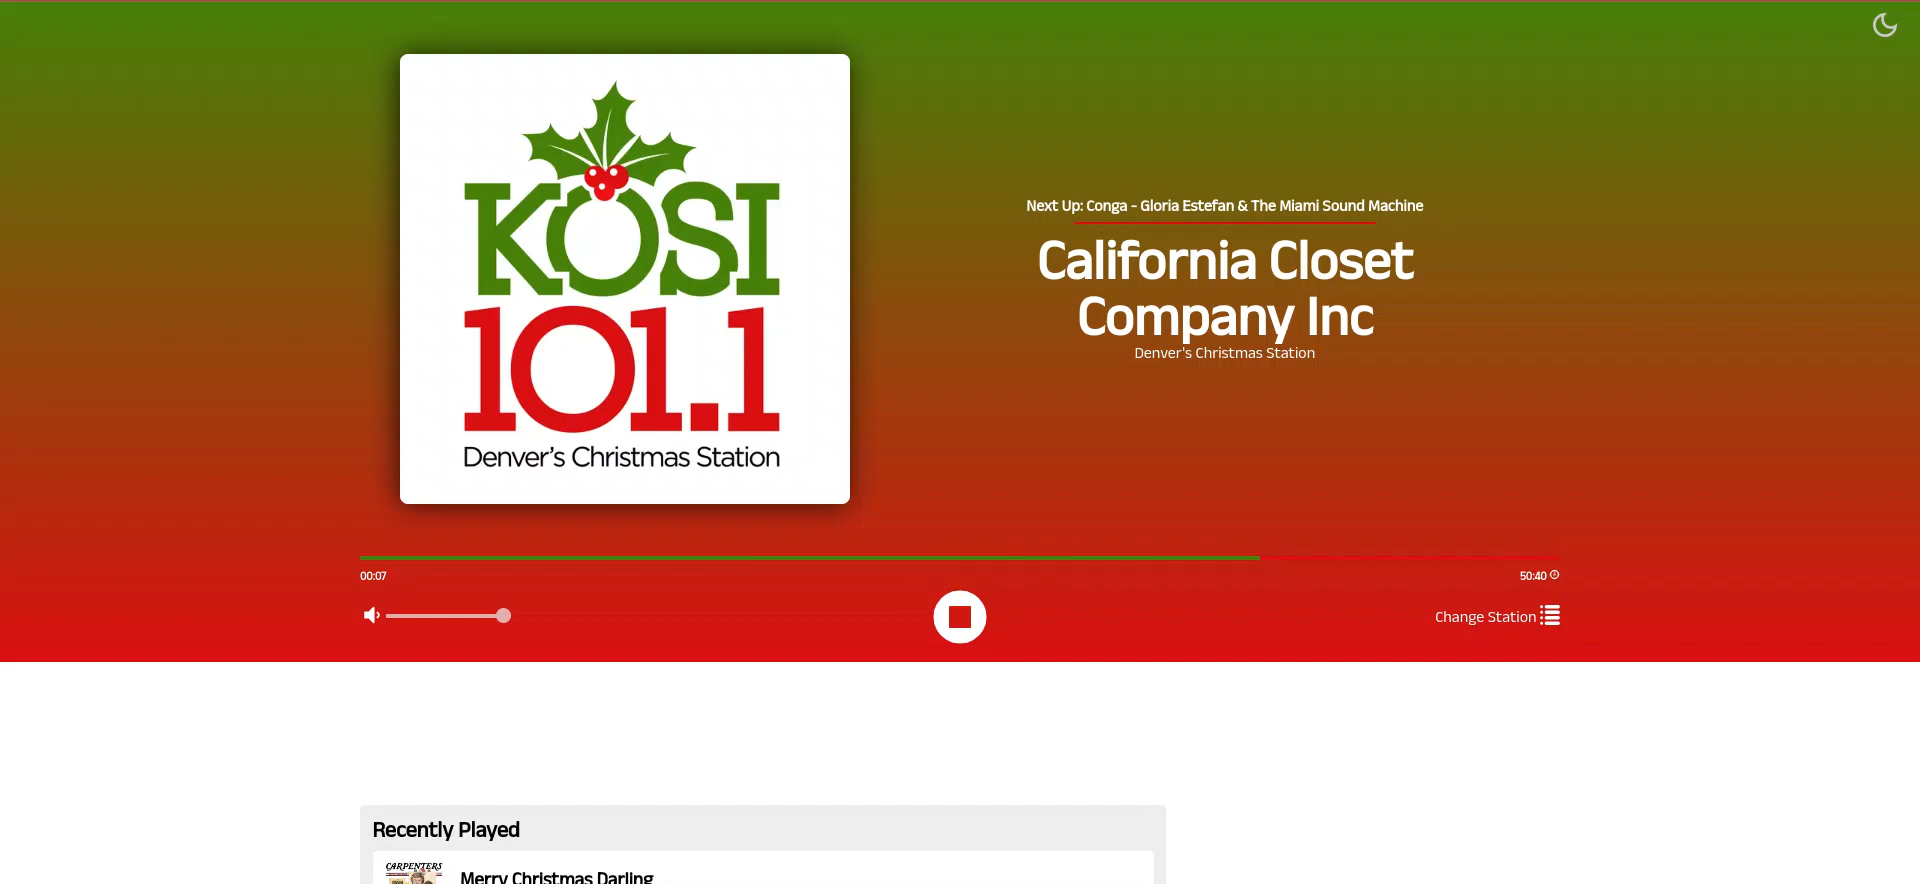 KOSI
101.1
Denver's Christmas Station
Next Up: Conga - Gloria Estefan & The Miami Sound Machine
California Closet
Company Inc
Denver's Christmas Station
00:07
50:40
Change Station
Recently Played
CARPENTERS
Merry Christmas Darling